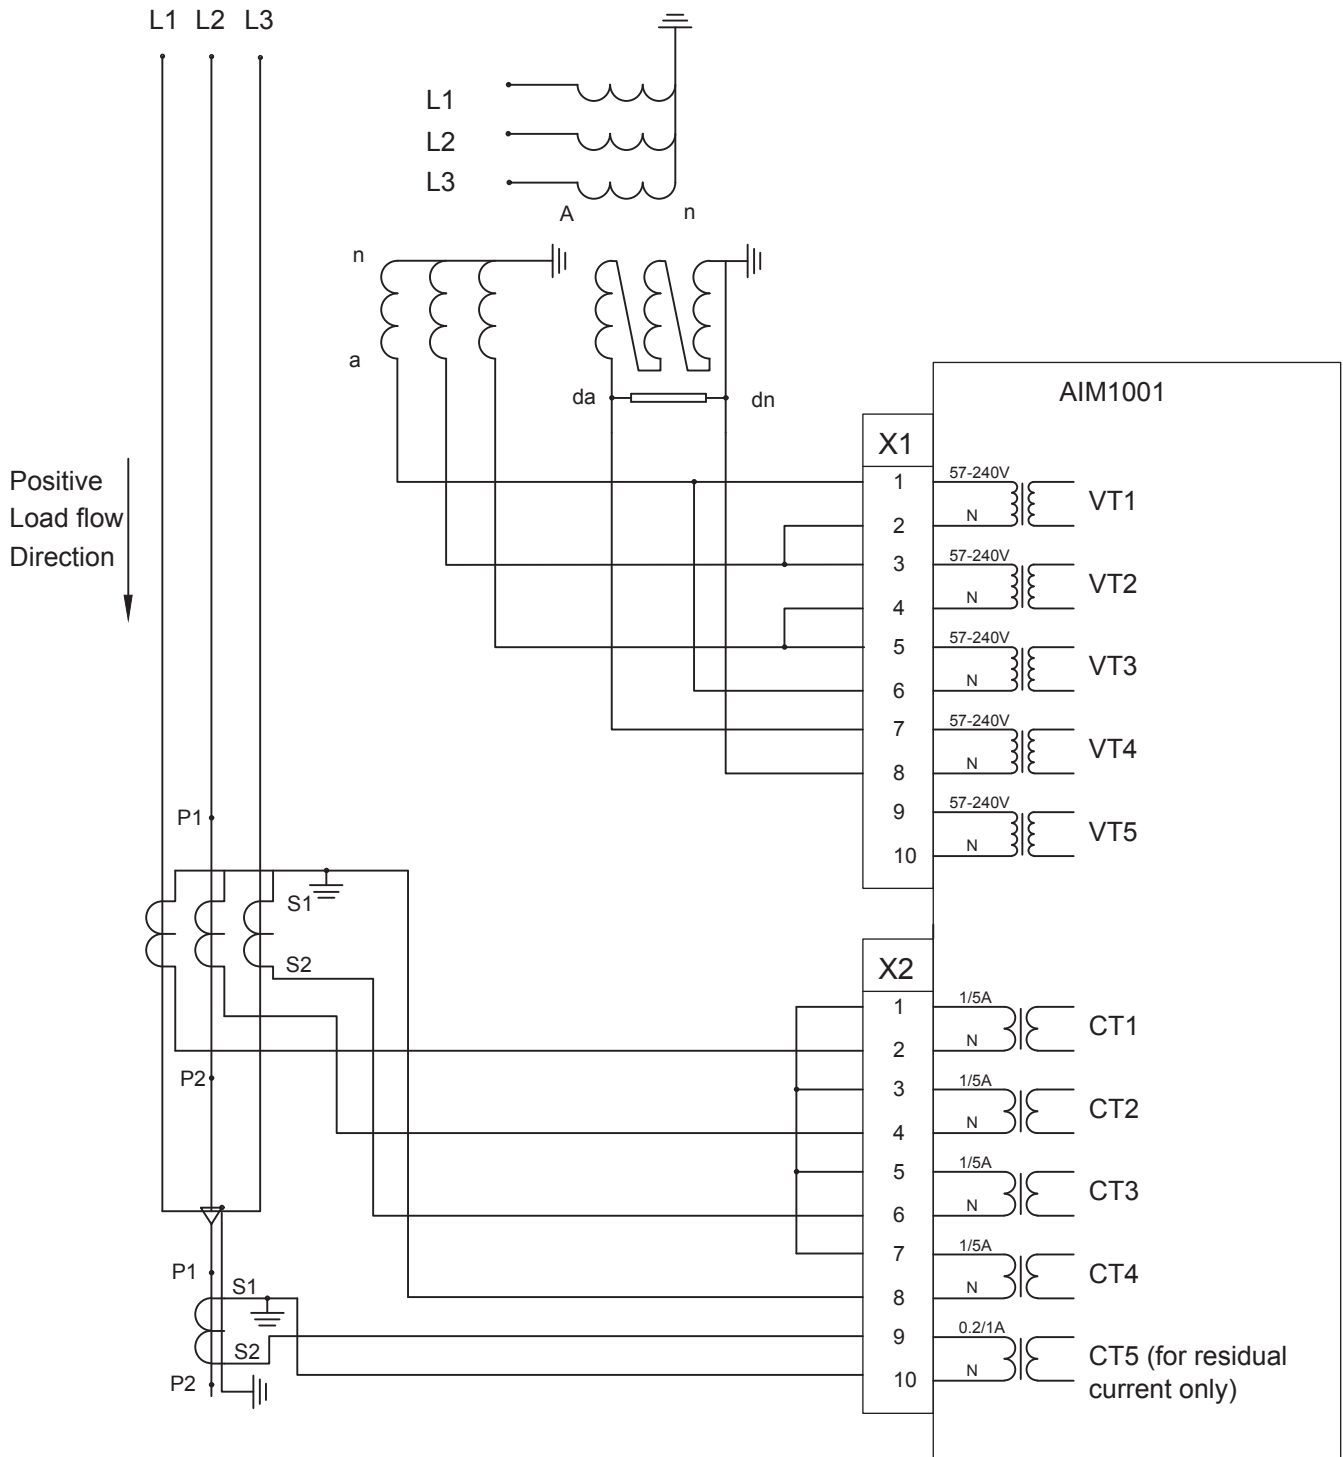 L1 L2 L3
L1
L2
L3
A n
n
a
da dn
Positive
Load flow
Direction
AIM1001
X1
1 57-240V
VT1
2 N
3 57-240V
VT2
4 N
5 57-240V
VT3
6 N
7 57-240V
VT4
8 N
9 57-240V
VT5
10 N
P1
S1
S2
P2
X2
1 1/5A
CT1
2 N
3 1/5A
CT2
4 N
5 1/5A
CT3
6 N
7 1/5A
CT4
8 N
9 0.2/1A
CT5 (for residual
current only)
10 N
P1
S1
S2
P2